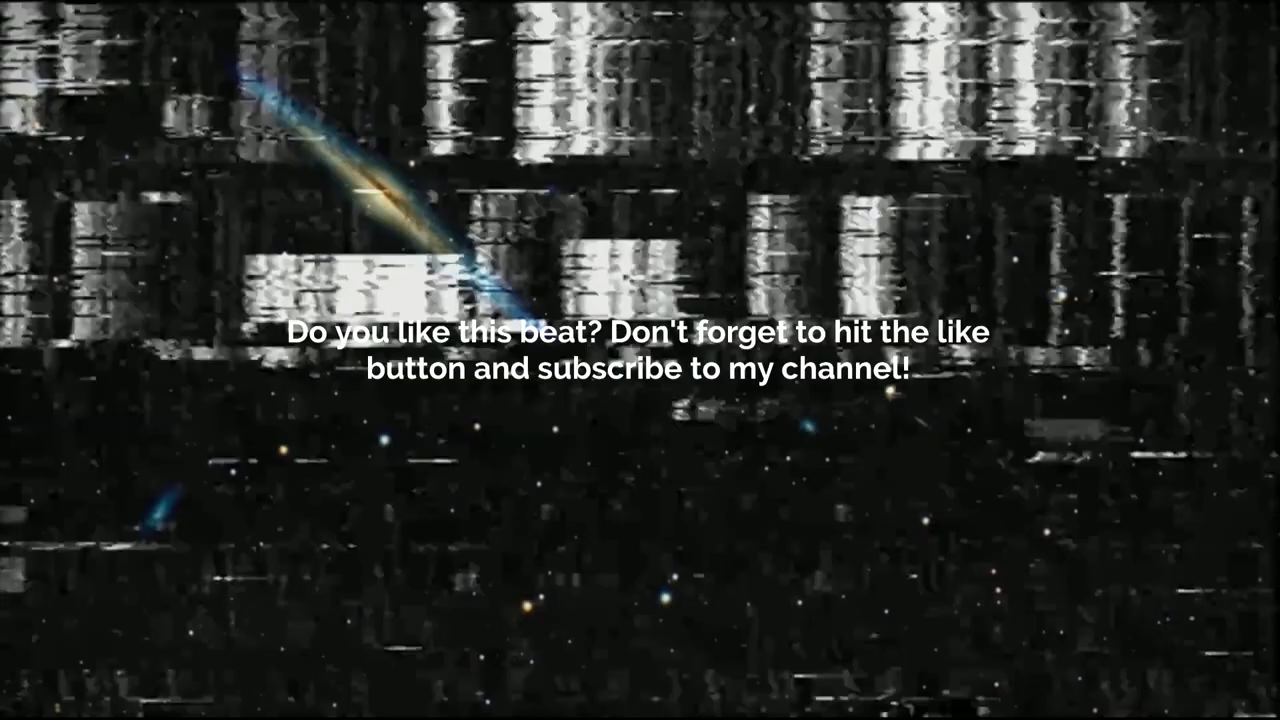 Do you like this beat? Don't forget to hit the like
button and subscribe to my channel!